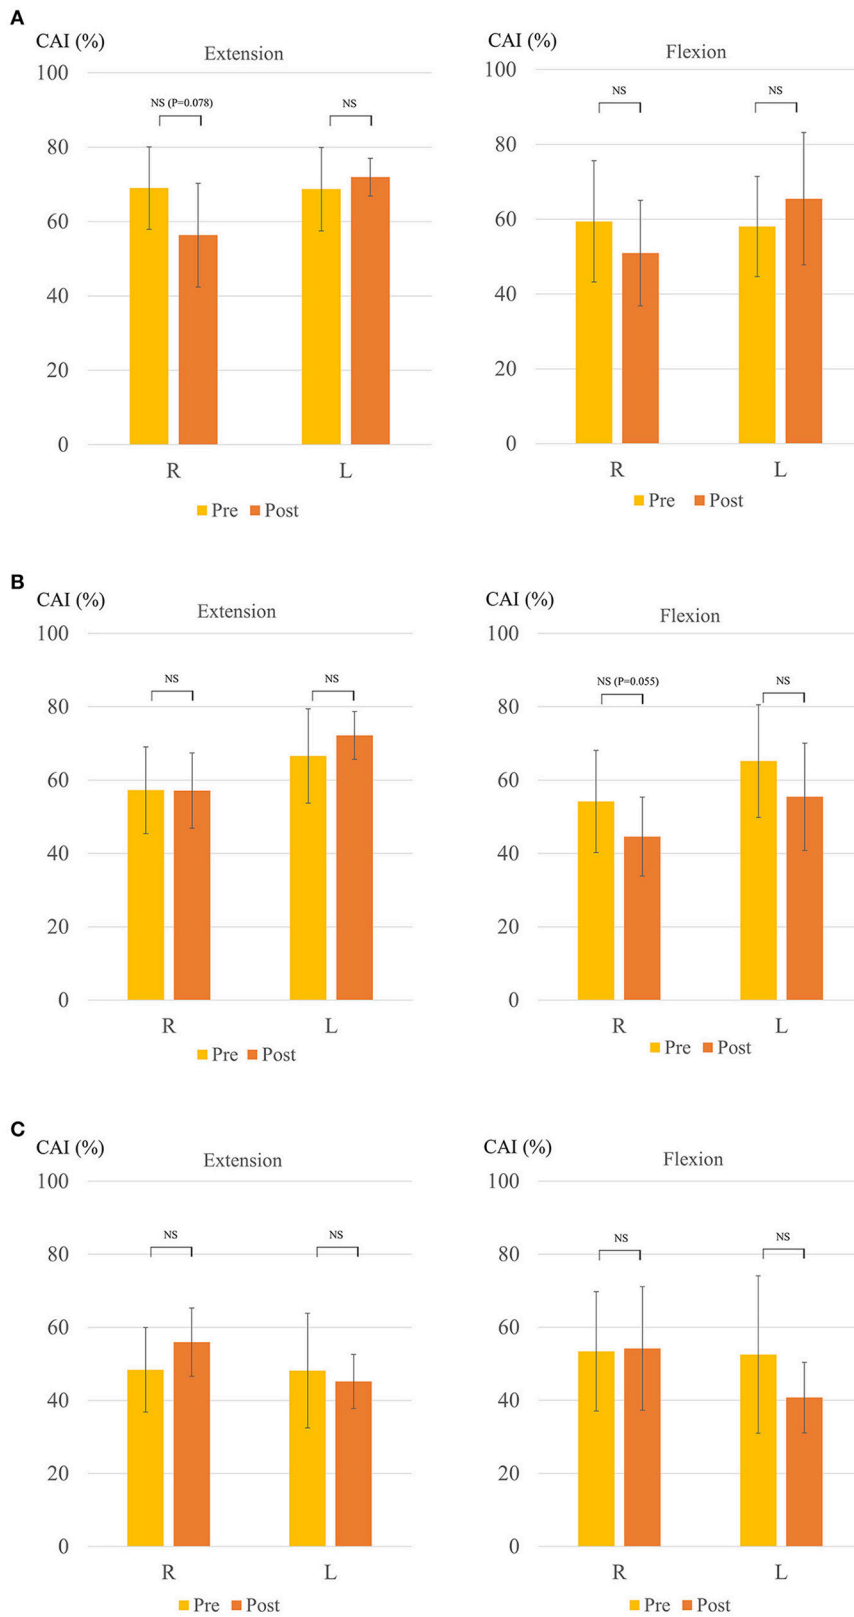 A
CAI (%)
Extension
100
NS (P=0.078)
NS
80
60
40
20
0
R
L
Pre Post
CAI (%)
Flexion
100
NS
NS
80
60
40
20
0
R
L
Pre Post
B
CAI (%)
Extension
100
NS
NS
80
60
40
20
0
R
L
Pre Post
CAI (%)
Flexion
100
NS (P=0.055)
NS
80
60
40
20
0
R
L
Pre Post
C
CAI (%)
Extension
100
NS
NS
80
60
40
20
0
R
L
Pre Post
CAI (%)
Flexion
100
NS
NS
80
60
40
20
0
R
L
Pre Post